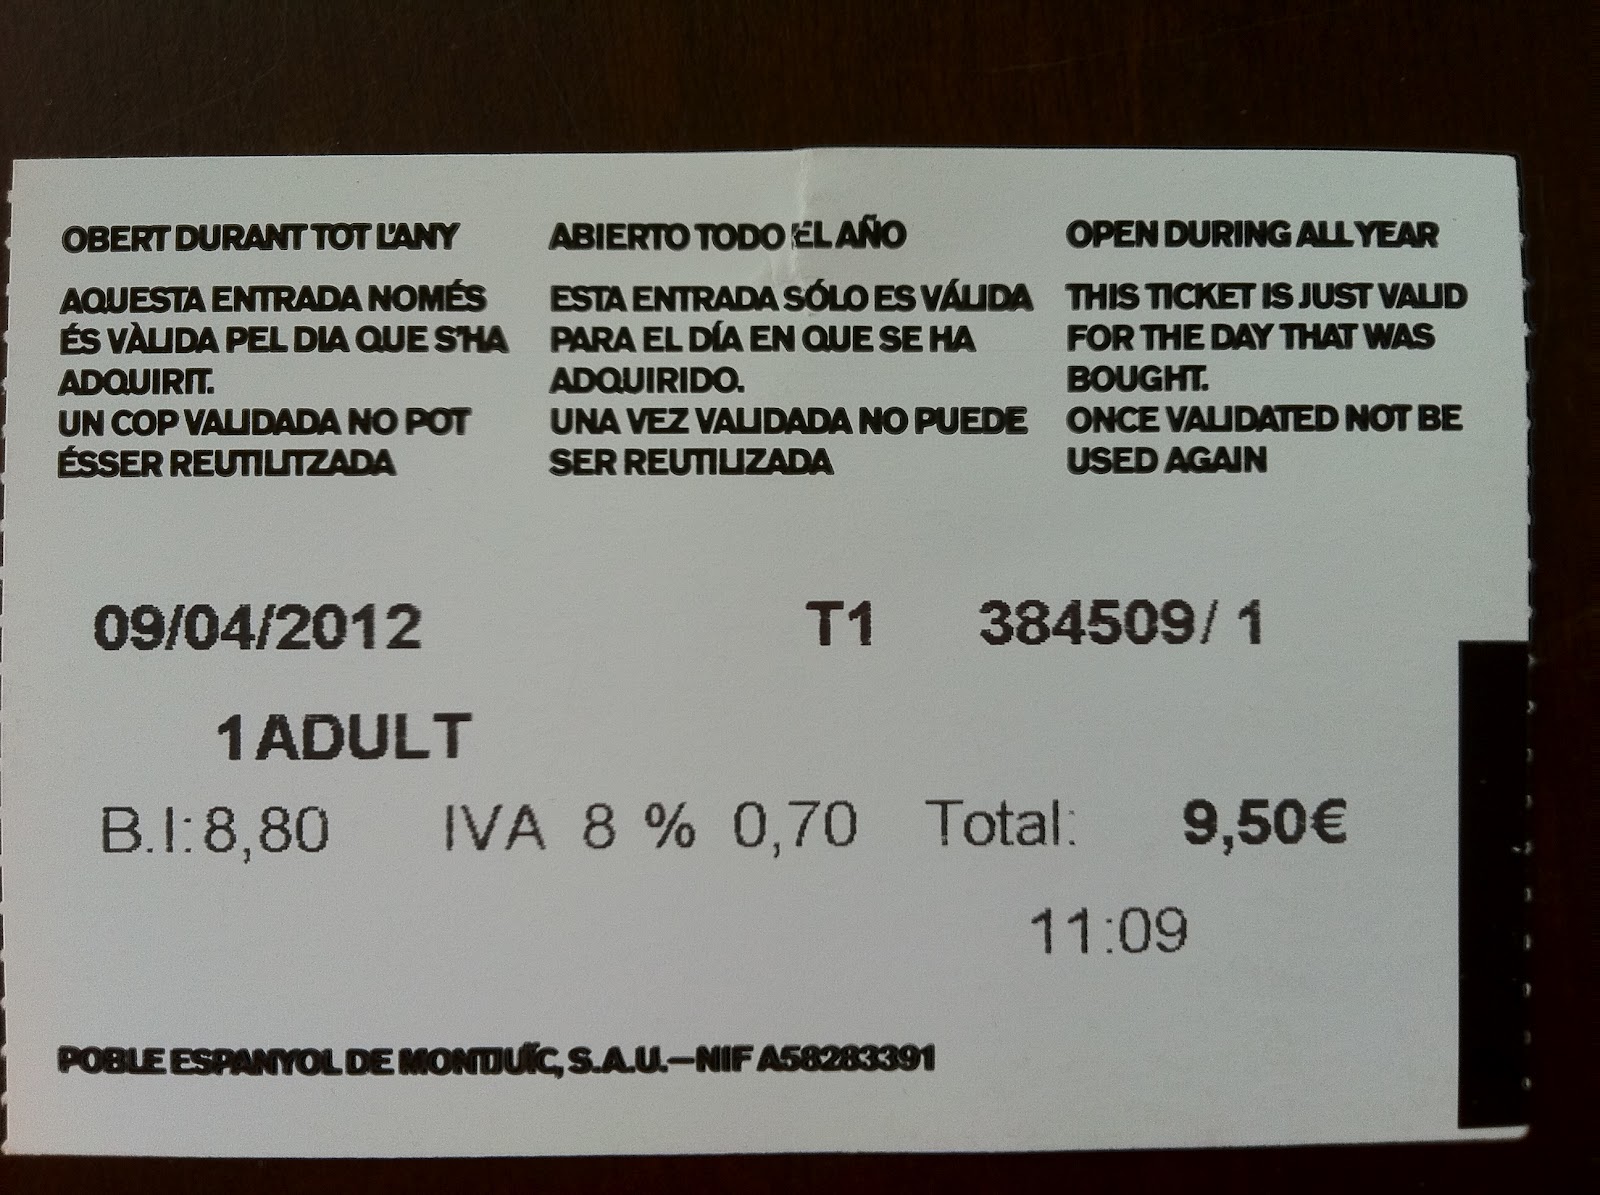 OBERT DURANT TOT L'ANY
AQUESTA ENTRADA NOMÉS
ÉS VÀLIDA PEL DIA QUE S'HA
ADQUIRIT.
UN COP VALIDADA NO POT
ÉSSER REUTILITZADA
ABIERTO TODO EL AÑO
ESTA ENTRADA SÓLO ES VÁLIDA
PARA EL DÍA EN QUE SE HA
ADQUIRIDO.
UNA VEZ VALIDADA NO PUEDE
SER REUTILIZADA
OPEN DURING ALL YEAR
THIS TICKET IS JUST VALID
FOR THE DAY THAT WAS
BOUGHT.
ONCE VALIDATED NOT BE
USED AGAIN
09/04/2012 T1 384509/ 1
1 ADULT
B.I: 8,80 IVA 8 % 0,70 Total: 9,50€
11:09
POBLE ESPANYOL DE MONTJUÏC, S.A.U.—NIF A58283391